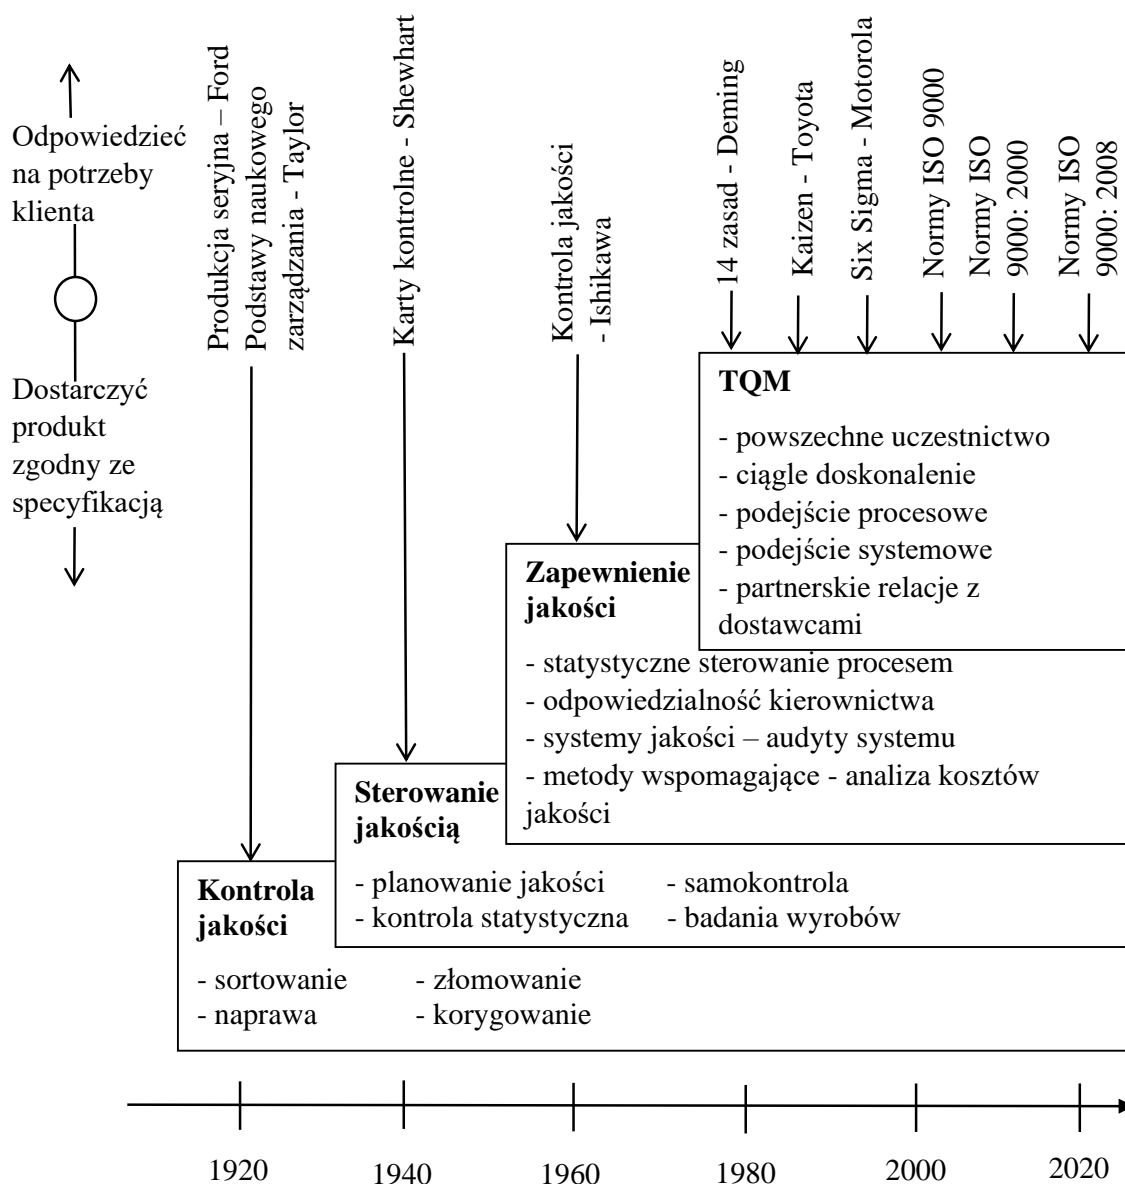 Odpowiedzieć
na potrzeby
klienta
Dostarczyć
produkt
zgodny ze
specyfikacją
Produkcja seryjna – Ford
Podstawy naukowego
zarządzania - Taylor
Karty kontrolne - Shewhart
Kontrola jakości
- Ishikawa
14 zasad - Deming
Kaizen - Toyota
Six Sigma - Motorola
Normy ISO 9000
Normy ISO
9000: 2000
Normy ISO
9000: 2008
TQM
- powszechne uczestnictwo
- ciągle doskonalenie
- podejście procesowe
- podejście systemowe
- partnerskie relacje z
dostawcami
Zapewnienie
jakości
- statystyczne sterowanie procesem
- odpowiedzialność kierownictwa
- systemy jakości – audyty systemu
- metody wspomagające - analiza kosztów
jakości
Sterowanie
jakością
- planowanie jakości - samokontrola
- kontrola statystyczna - badania wyrobów
Kontrola
jakości
- sortowanie - złomowanie
- naprawa - korygowanie
1920 1940 1960 1980 2000 2020